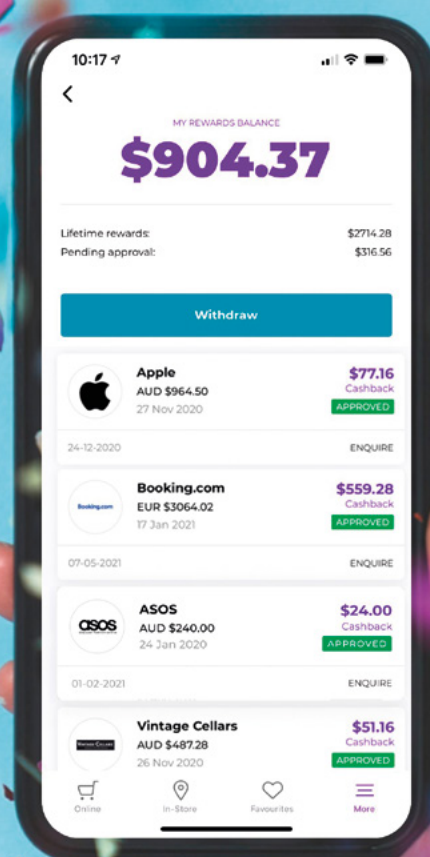 10:17
MY REWARDS BALANCE
$904.37
Lifetime rewards: $2714.28
Pending approval: $316.56
Withdraw
Apple $77.16
AUD $964.50 Cashback
27 Nov 2020 APPROVED
24-12-2020 ENQUIRE
Booking.com $559.28
Booking.com EUR $3064.02 Cashback
17 Jan 2021 APPROVED
07-05-2021 ENQUIRE
ASOS $24.00
asos AUD $240.00 Cashback
24 Jan 2020 APPROVED
01-02-2021 ENQUIRE
Vintage Cellars $51.16
VINTAGE CELLARS AUD $487.28 Cashback
26 Nov 2020 APPROVED
Online In-Store Favourites More